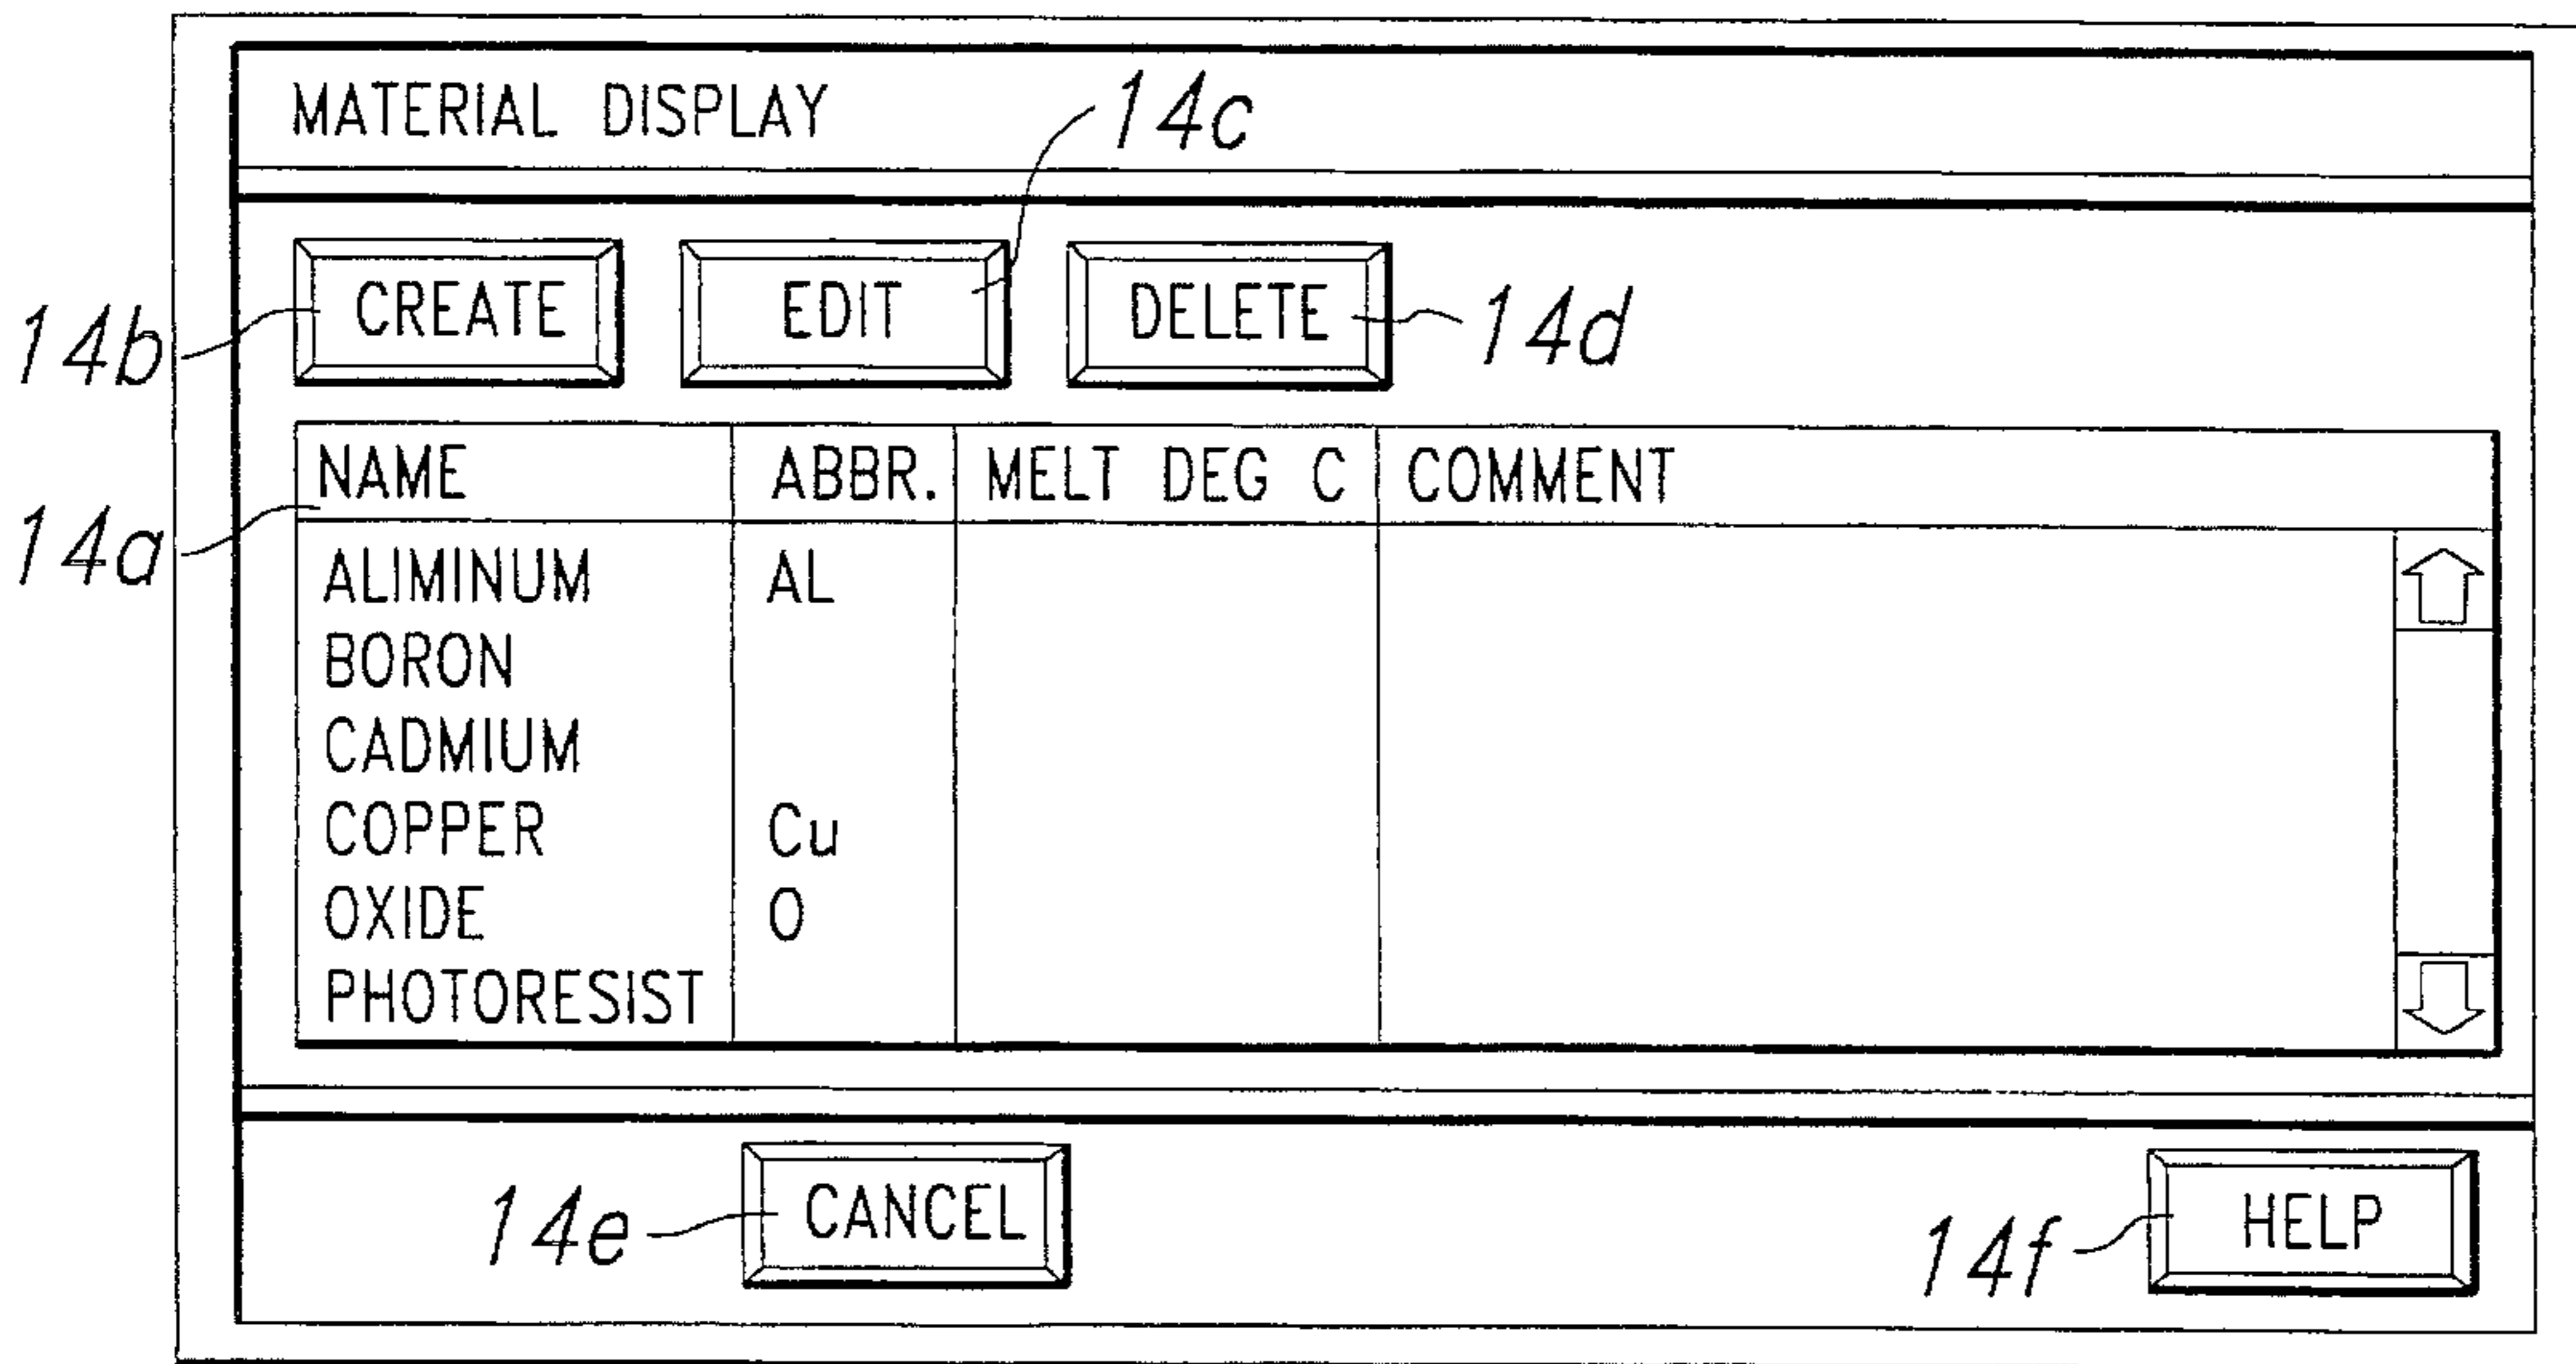 MATERIAL DISPLAY
14c
14b CREATE EDIT DELETE 14d
NAME ABBR. MELT DEG C COMMENT
14a
ALIMINUM AL
BORON
CADMIUM
COPPER Cu
OXIDE O
PHOTORESIST
14e CANCEL 14f HELP